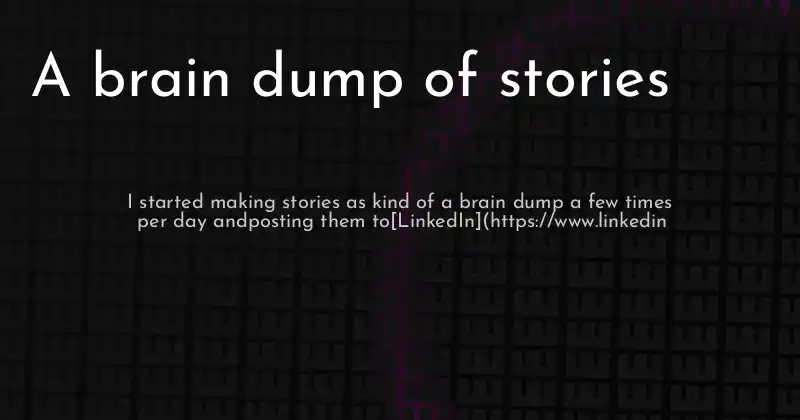 A brain dump of stories
I started making stories as kind of a brain dump a few times
per day andposting them to[LinkedIn](https://www.linkedin